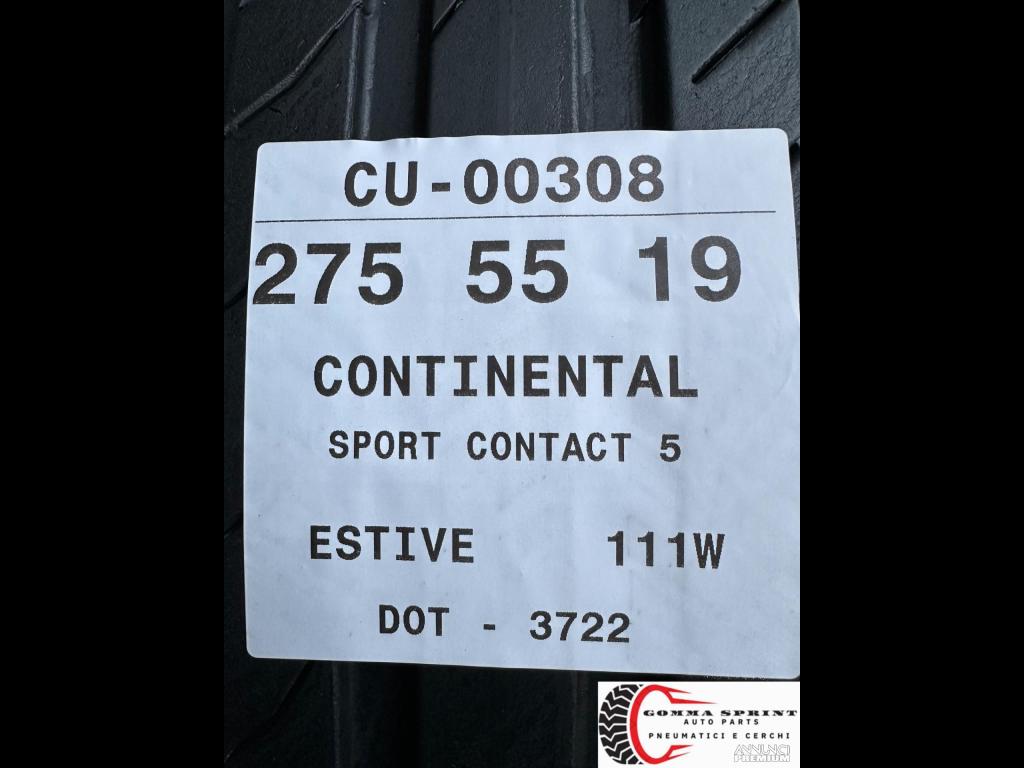 CU-00308
275 55 19
CONTINENTAL
SPORT CONTACT 5
ESTIVE 111W
DOT - 3722
GOMMA SPRINT
AUTO PARTS
PNEUMATICI E CERCHI
ANNUNCI
PREMIUM